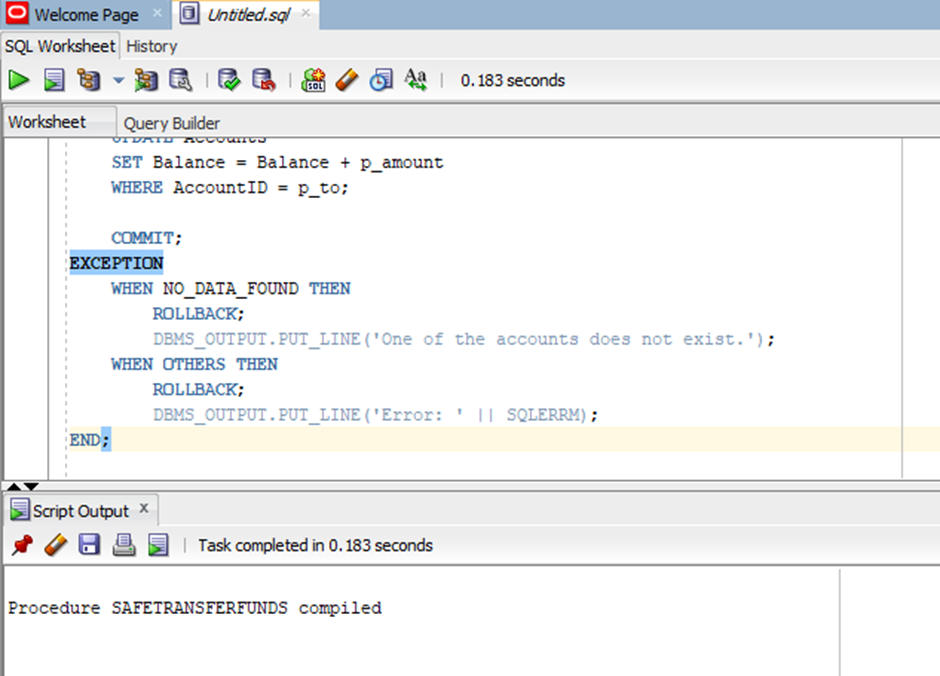 Welcome Page
Untitled.sql
SQL Worksheet History
SQL
Aa
0.183 seconds
Worksheet
Query Builder
UPDATE Accounts
SET Balance = Balance + p_amount
WHERE AccountID = p_to;
COMMIT;
EXCEPTION
WHEN NO_DATA_FOUND THEN
ROLLBACK;
DBMS_OUTPUT.PUT_LINE('One of the accounts does not exist.');
WHEN OTHERS THEN
ROLLBACK;
DBMS_OUTPUT.PUT_LINE('Error: ' || SQLERRM);
END;
Script Output
Task completed in 0.183 seconds
Procedure SAFETRANSFERFUNDS compiled